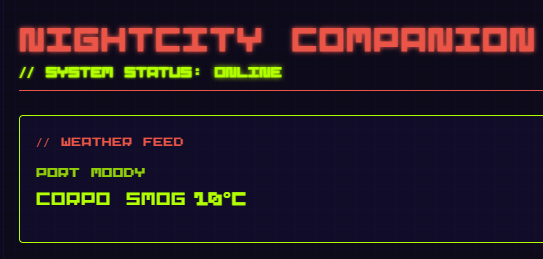 NIGHTCITY COMPANION
// SYSTEM STATUS: ONLINE
// WEATHER FEED
PORT MOODY
CORPO SMOG 10°C